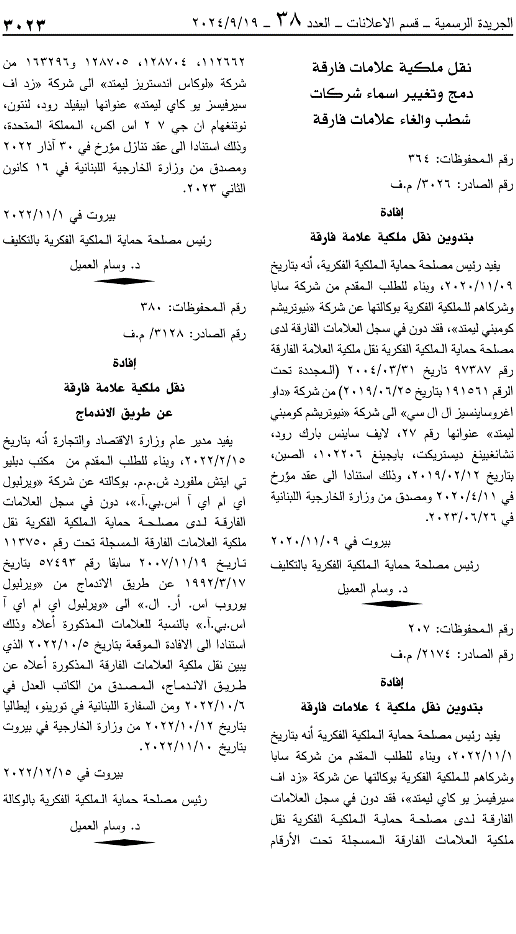 الجريدة الرسمية ـ قسم الاعلانات ـ العدد ٣٨ ـ ٢٠٢٤/٩/١٩
٣٠٢٣
نقل ملكية علامات فارقة
دمج وتغيير اسماء شركات
شطب والغاء علامات فارقة
رقم المحفوظات: ٣٦٤
رقم الصادر: ٣٠٢٦/ م.ف
إفادة
بتدوين نقل ملكية علامة فارقة
يفيد رئيس مصلحة حماية الملكية الفكرية، أنه بتاريخ
٢٠٢٠/١١/٠٩، وبناء للطلب المقدم من شركة سابا
وشركاهم للملكية الفكرية بوكالتها عن شركة «نيوتريشم
كومبني ليمتد»، فقد دون في سجل العلامات الفارقة لدى
مصلحة حماية الملكية الفكرية نقل ملكية العلامة الفارقة
رقم ٩٧٣٨٧ تاريخ ٢٠٠٤/٠٣/٣١ (المجددة تحت
الرقم ١٩١٥٦١ بتاريخ ٢٠١٩/٠٦/٢٥) من شركة «داو
اغروساينسيز ال ال سي» الى شركة «نيوتريشم كومبني
ليمتد» عنوانها رقم ٢٧، لايف ساينس بارك رود،
تشانغبينغ ديستريكت، بايجينغ ١٠٢٢٠٦، الصين،
بتاريخ ٢٠١٩/٠٢/١٢، وذلك استنادا الى عقد مؤرخ
في ٢٠٢٠/٤/١١ ومصدق من وزارة الخارجية اللبنانية
في ٢٠٢٣/٠٦/٢٦.
بيروت في ٢٠٢٠/١١/٠٩
رئيس مصلحة حماية الملكية الفكرية بالتكليف
د. وسام العميل
رقم المحفوظات: ٢٠٧
رقم الصادر: ٢١٧٤/ م.ف
إفادة
بتدوين نقل ملكية ٤ علامات فارقة
يفيد رئيس مصلحة حماية الملكية الفكرية أنه بتاريخ
٢٠٢٢/١١/١، وبناء للطلب المقدم من شركة سابا
وشركاهم للملكية الفكرية بوكالتها عن شركة «زد اف
سيرفيسز يو كاي ليمتد»، فقد دون في سجل العلامات
الفارقة لدى مصلحة حماية الملكية الفكرية نقل
ملكية العلامات الفارقة المسجلة تحت الأرقام
١١٢٦٦٢، ١٢٨٧٠٤، ١٢٨٧٠٥ و١٦٣٢٩٦ من
شركة «لوكاس اندستريز ليمتد» الى شركة «زد اف
سيرفيسز يو كاي ليمتد» عنوانها ابيفيلد رود، لنتون،
نوتنغهام ان جي ٧ ٢ اس اكس، المملكة المتحدة،
وذلك استنادا الى عقد تنازل مؤرخ في ٣٠ آذار ٢٠٢٢
ومصدق من وزارة الخارجية اللبنانية في ١٦ كانون
الثاني ٢٠٢٣.
بيروت في ٢٠٢٢/١١/١
رئيس مصلحة حماية الملكية الفكرية بالتكليف
د. وسام العميل
رقم المحفوظات: ٣٨٠
رقم الصادر: ٣١٢٨/ م.ف
إفادة
نقل ملكية علامة فارقة
عن طريق الاندماج
يفيد مدير عام وزارة الاقتصاد والتجارة أنه بتاريخ
٢٠٢٢/٢/١٥، وبناء للطلب المقدم من مكتب دبليو
تي ايتش ملفورد ش.م.م. بوكالته عن شركة «ويرلبول
اي ام اي آ اس.بي.آ.»، دون في سجل العلامات
الفارقة لدى مصلحة حماية الملكية الفكرية نقل
ملكية العلامات الفارقة المسجلة تحت رقم ١١٣٧٥٠
تاريخ ٢٠٠٧/١١/١٩ سابقا رقم ٥٧٤٩٣ بتاريخ
١٩٩٢/٣/١٧ عن طريق الاندماج من «ويرلبول
يوروب اس. أر. ال.» الى «ويرلبول اي ام اي آ
اس.بي.آ.» بالنسبة للعلامات المذكورة أعلاه وذلك
استنادا الى الافادة الموقعة بتاريخ ٢٠٢٢/١٠/٥ الذي
يبين نقل ملكية العلامات الفارقة المذكورة أعلاه عن
طريق الاندماج، المصدق من الكاتب العدل في
٢٠٢٢/١٠/٦ ومن السفارة اللبنانية في تورينو، إيطاليا
بتاريخ ٢٠٢٢/١٠/١٢ من وزارة الخارجية في بيروت
بتاريخ ٢٠٢٢/١١/١٠.
بيروت في ٢٠٢٢/١٢/١٥
رئيس مصلحة حماية الملكية الفكرية بالوكالة
د. وسام العميل